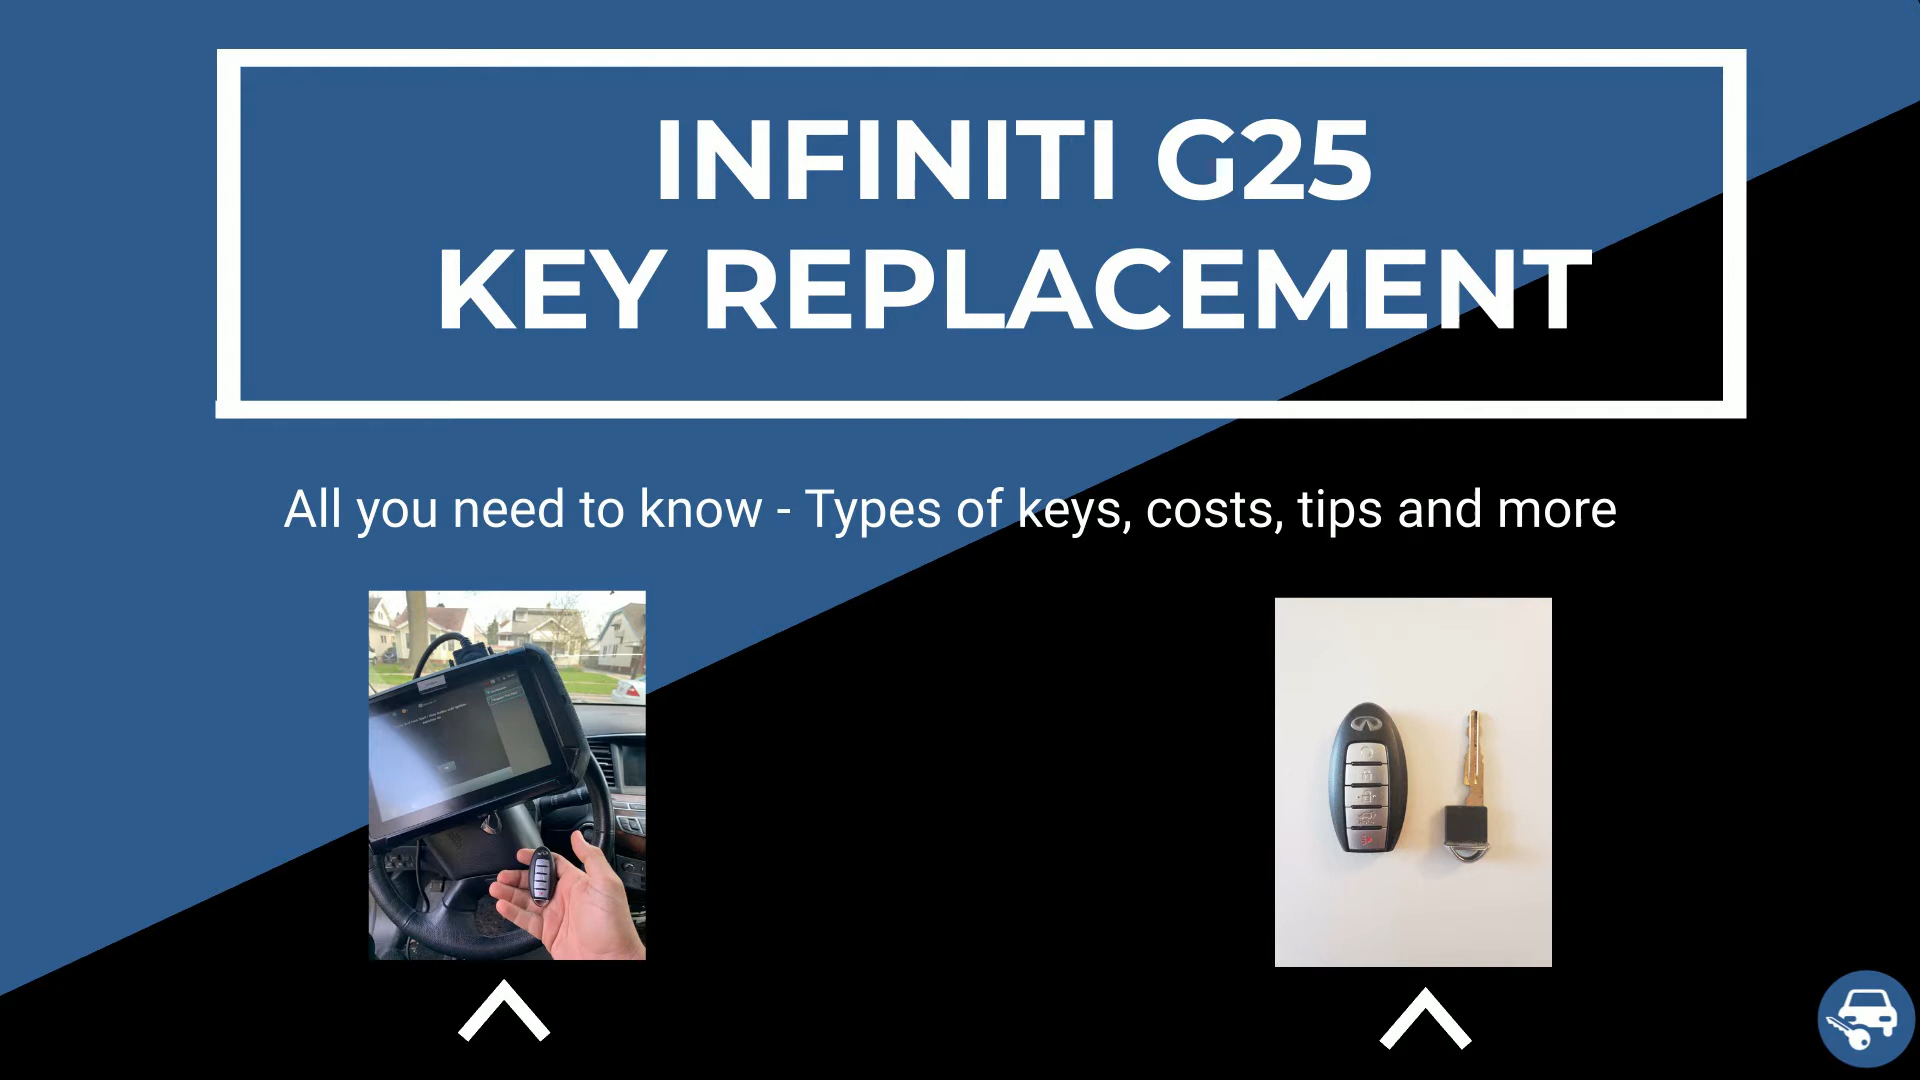 INFINITI G25
KEY REPLACEMENT
All you need to know - Types of keys, costs, tips and more